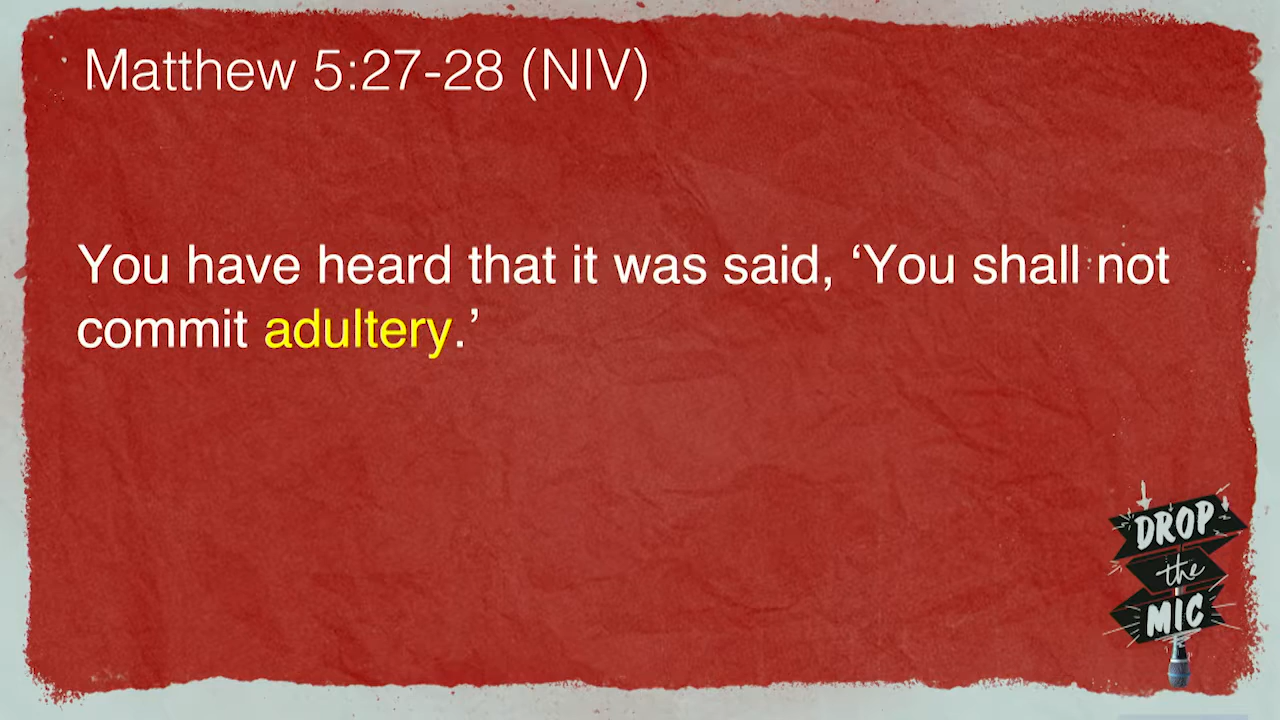 Matthew 5:27-28 (NIV)
You have heard that it was said, ‘You shall not
commit adultery.’
DROP
the
MIC